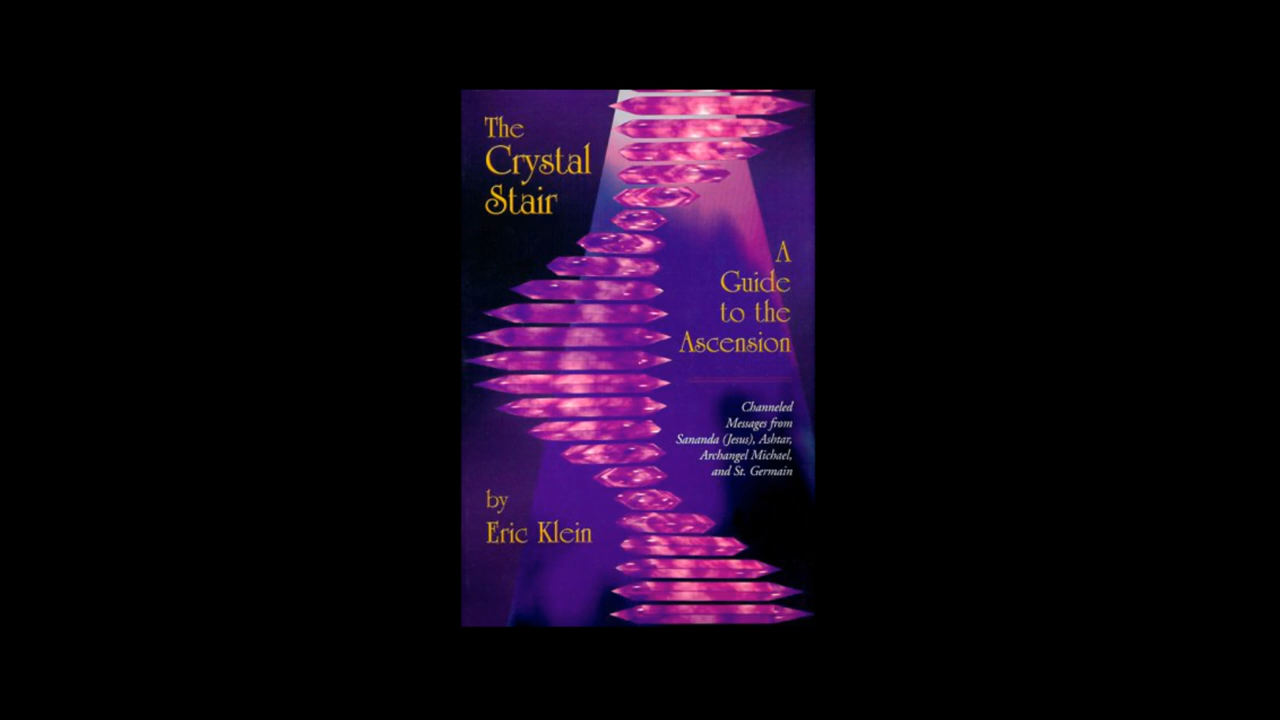 The
Crystal
Stair
A
Guide
to the
Ascension
Channeled
Messages from
Sananda (Jesus), Ashtar,
Archangel Michael,
and St. Germain
by
Eric Klein